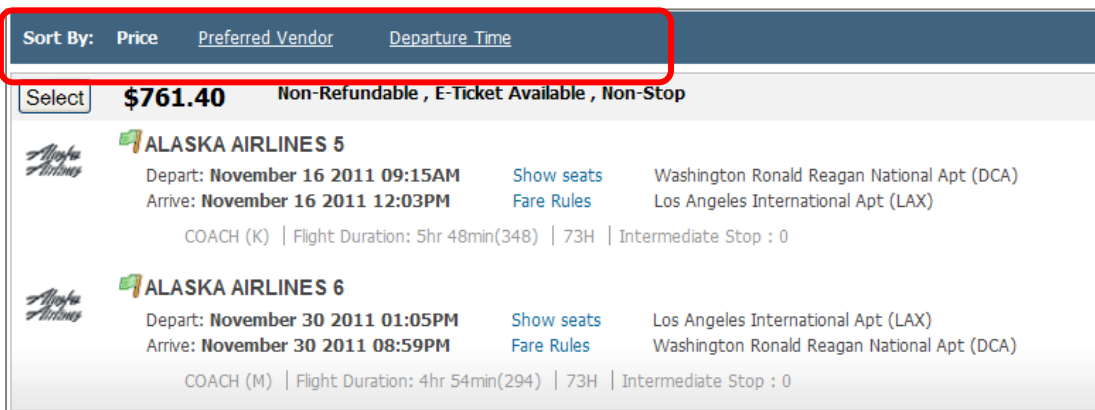 Sort By: Price Preferred Vendor Departure Time
Select $761.40 Non-Refundable , E-Ticket Available , Non-Stop
Alaska Airlines
ALASKA AIRLINES 5
Depart: November 16 2011 09:15AM Show seats Washington Ronald Reagan National Apt (DCA)
Arrive: November 16 2011 12:03PM Fare Rules Los Angeles International Apt (LAX)
COACH (K) | Flight Duration: 5hr 48min(348) | 73H | Intermediate Stop : 0
Alaska Airlines
ALASKA AIRLINES 6
Depart: November 30 2011 01:05PM Show seats Los Angeles International Apt (LAX)
Arrive: November 30 2011 08:59PM Fare Rules Washington Ronald Reagan National Apt (DCA)
COACH (M) | Flight Duration: 4hr 54min(294) | 73H | Intermediate Stop : 0